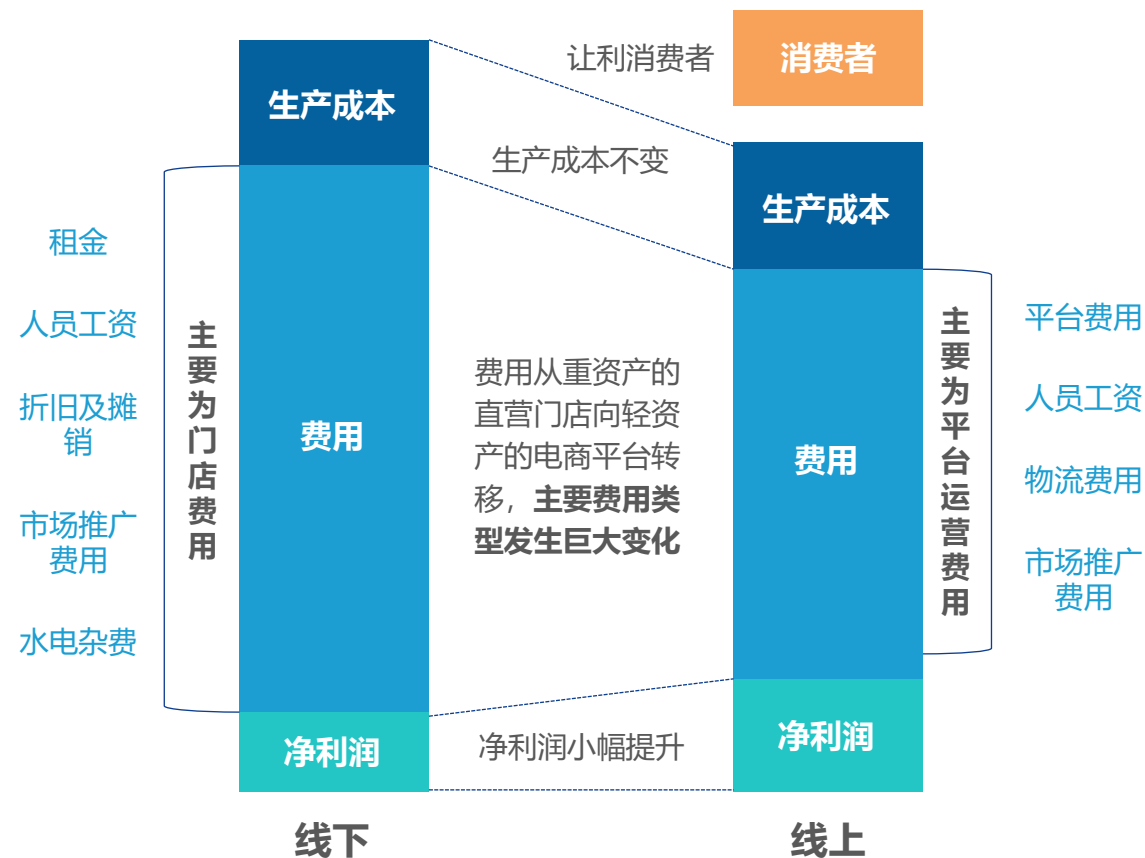 让利消费者
消费者
生产成本
生产成本不变
生产成本
租金
人员工资
折旧及摊
销
市场推广
费用
水电杂费
主要为门店费用
费用
费用从重资产的
直营门店向轻资
产的电商平台转
移，主要费用类
型发生巨大变化
费用
主要为平台运营费用
平台费用
人员工资
物流费用
市场推广
费用
净利润
净利润小幅提升
净利润
线下
线上